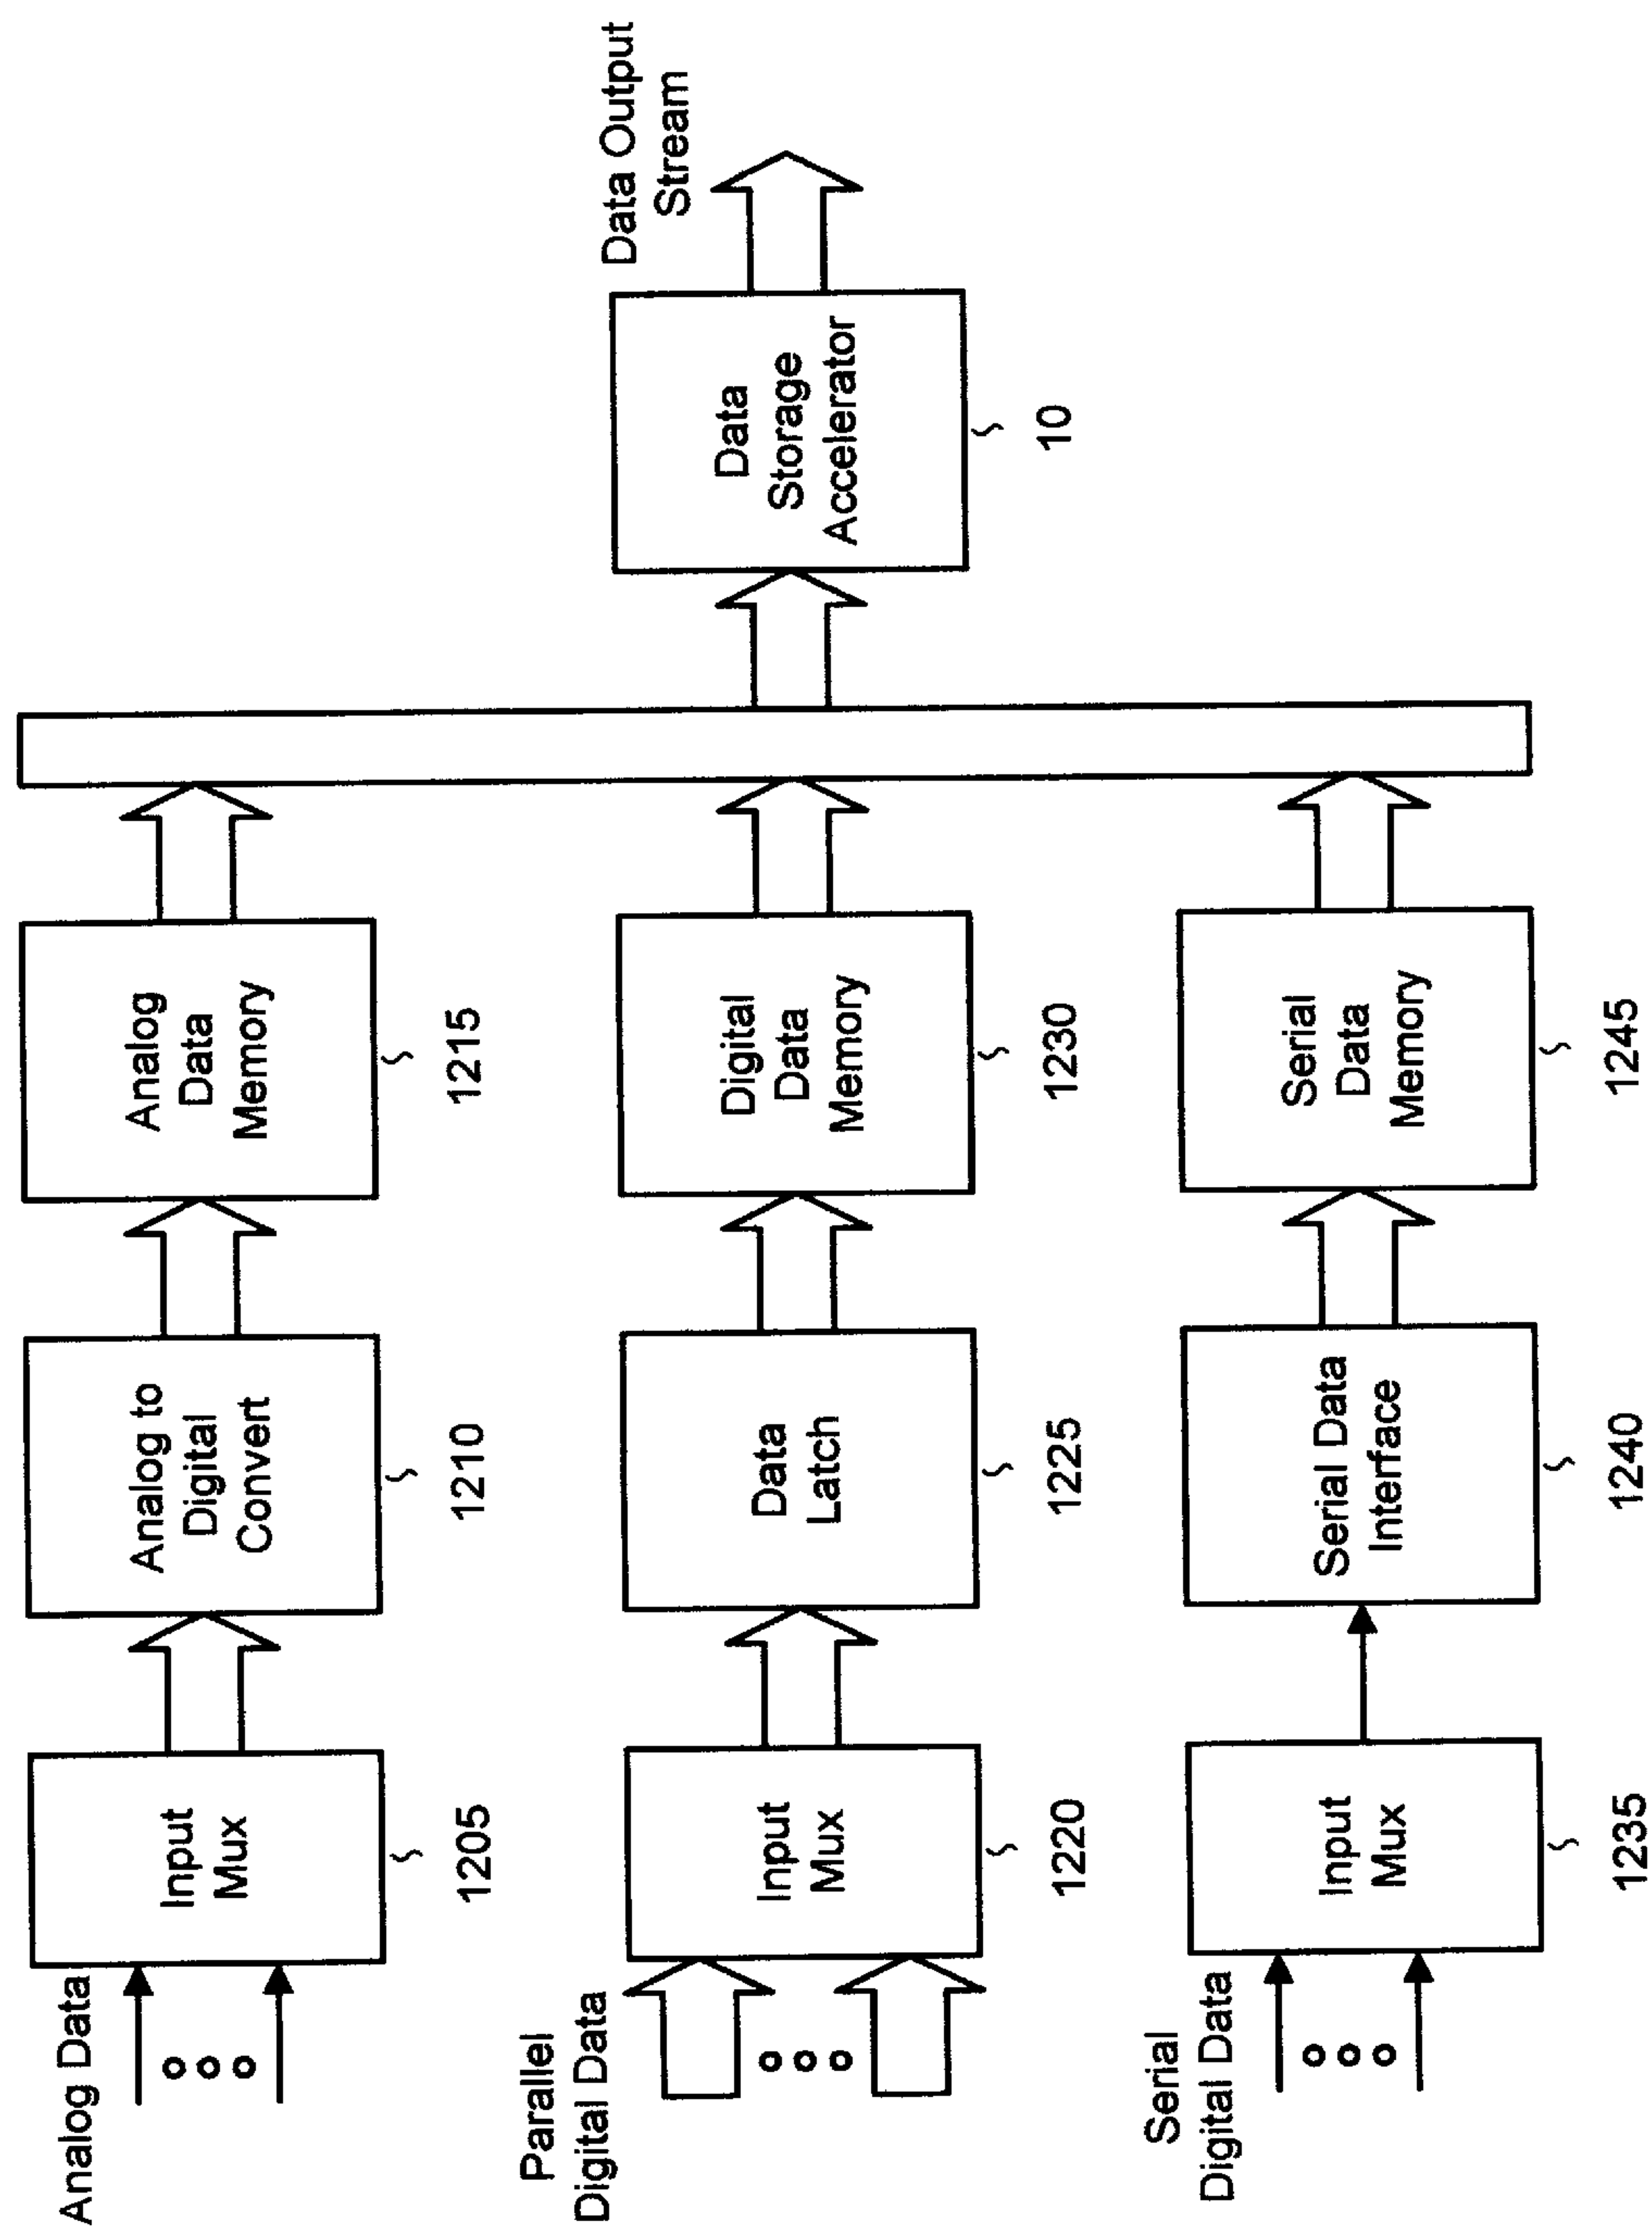 Analog Data
Input
Mux
1205
Analog to
Digital
Convert
1210
Analog
Data
Memory
1215
Parallel
Digital Data
Input
Mux
1220
Data
Latch
1225
Digital
Data
Memory
1230
Serial
Digital Data
Input
Mux
1235
Serial Data
Interface
1240
Serial
Data
Memory
1245
Data
Storage
Accelerator
10
Data Output
Stream